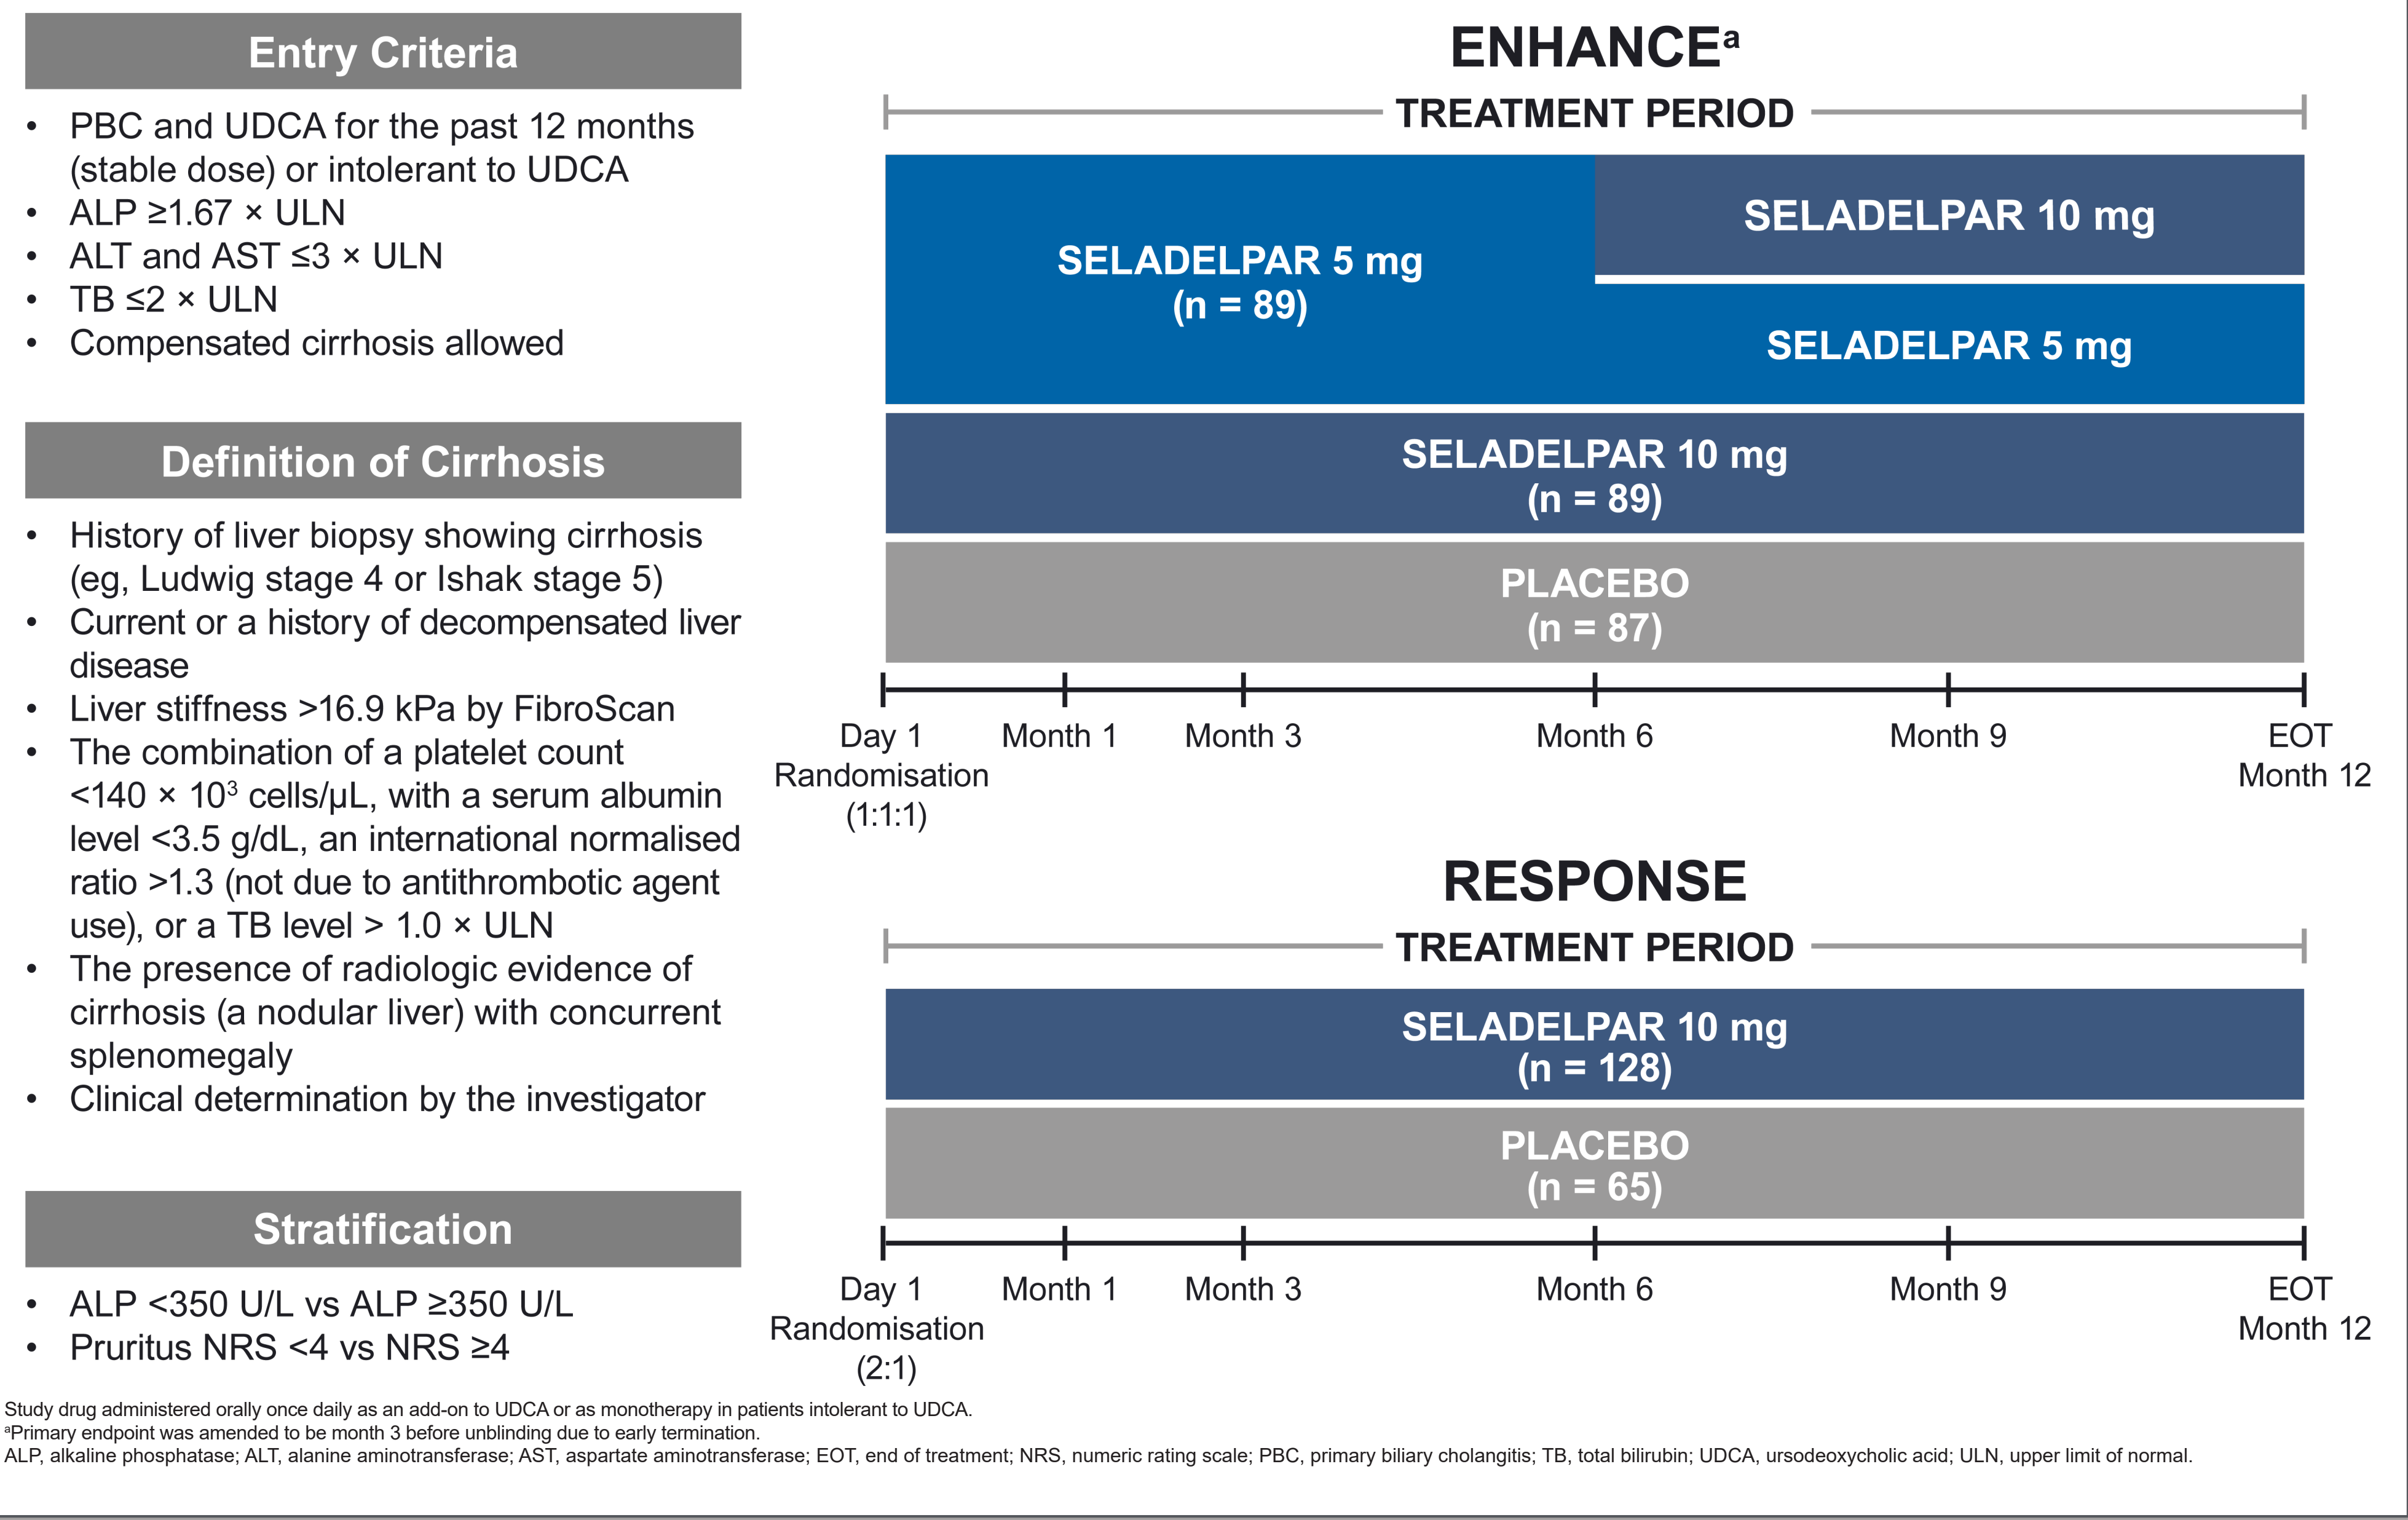 Entry Criteria
• PBC and UDCA for the past 12 months
(stable dose) or intolerant to UDCA
• ALP ≥1.67 × ULN
• ALT and AST ≤3 × ULN
• TB ≤2 × ULN
• Compensated cirrhosis allowed
Definition of Cirrhosis
• History of liver biopsy showing cirrhosis
(eg, Ludwig stage 4 or Ishak stage 5)
• Current or a history of decompensated liver
disease
• Liver stiffness >16.9 kPa by FibroScan
• The combination of a platelet count
<140 × 10³ cells/µL, with a serum albumin
level <3.5 g/dL, an international normalised
ratio >1.3 (not due to antithrombotic agent
use), or a TB level > 1.0 × ULN
• The presence of radiologic evidence of
cirrhosis (a nodular liver) with concurrent
splenomegaly
• Clinical determination by the investigator
Stratification
• ALP <350 U/L vs ALP ≥350 U/L
• Pruritus NRS <4 vs NRS ≥4
ENHANCEᵃ
TREATMENT PERIOD
SELADELPAR 5 mg
(n = 89)
SELADELPAR 10 mg
SELADELPAR 5 mg
SELADELPAR 10 mg
(n = 89)
PLACEBO
(n = 87)
Day 1
Randomisation
(1:1:1)
Month 1
Month 3
Month 6
Month 9
EOT
Month 12
RESPONSE
TREATMENT PERIOD
SELADELPAR 10 mg
(n = 128)
PLACEBO
(n = 65)
Day 1
Randomisation
(2:1)
Month 1
Month 3
Month 6
Month 9
EOT
Month 12
Study drug administered orally once daily as an add-on to UDCA or as monotherapy in patients intolerant to UDCA.
ᵃPrimary endpoint was amended to be month 3 before unblinding due to early termination.
ALP, alkaline phosphatase; ALT, alanine aminotransferase; AST, aspartate aminotransferase; EOT, end of treatment; NRS, numeric rating scale; PBC, primary biliary cholangitis; TB, total bilirubin; UDCA, ursodeoxycholic acid; ULN, upper limit of normal.